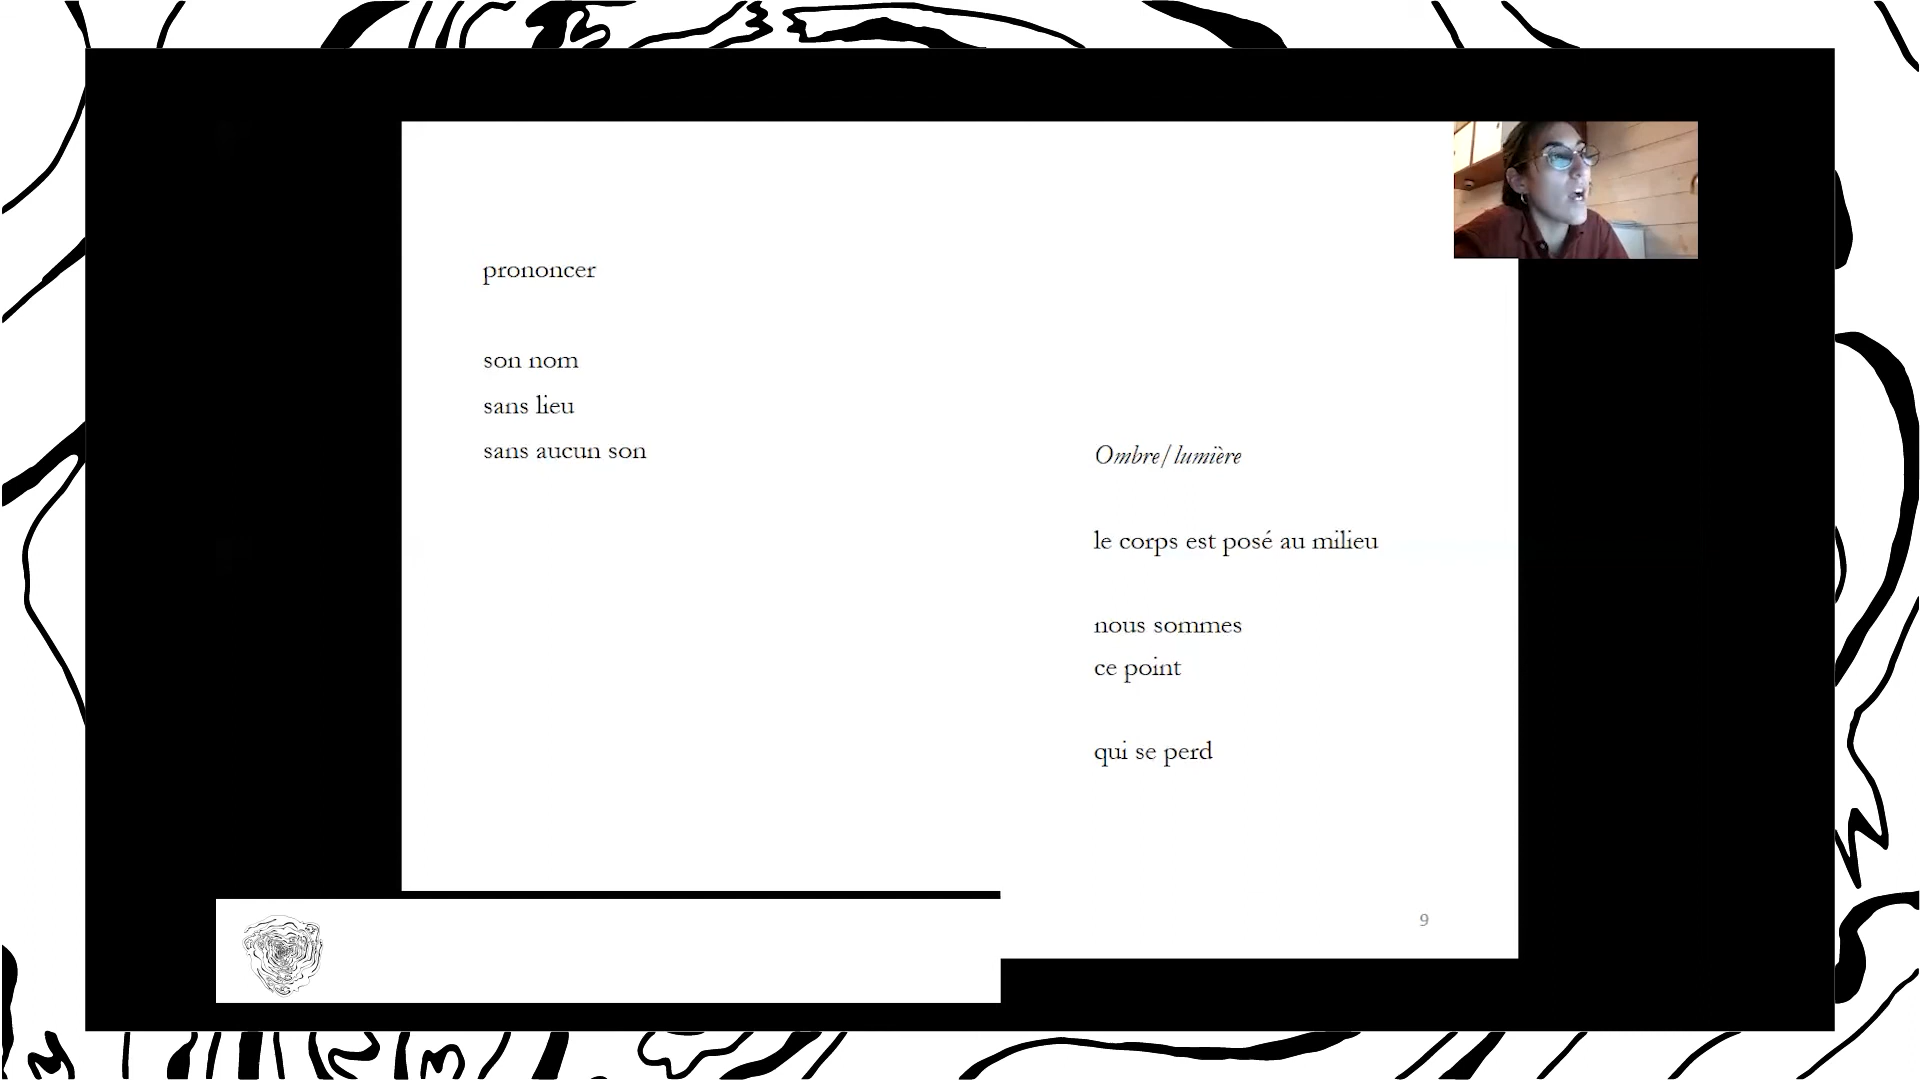 prononcer
son nom
sans lieu
sans aucun son
Ombre/lumière
le corps est posé au milieu
nous sommes
ce point
qui se perd
9